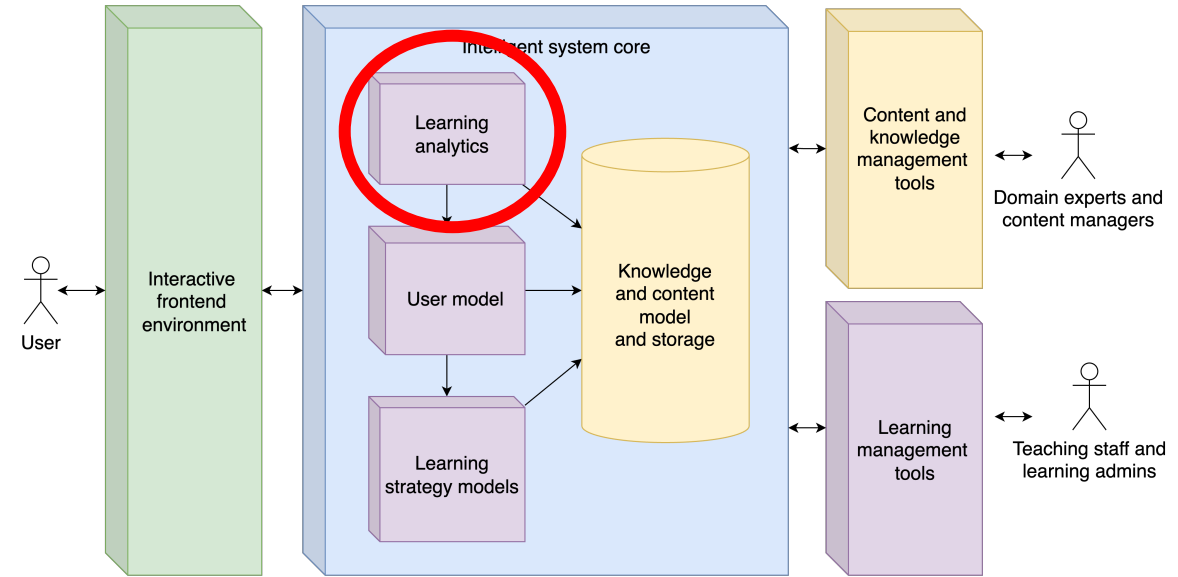 Intelligent system core
Learning
analytics
User model
Learning
strategy models
Knowledge
and content
model
and storage
Interactive
frontend
environment
User
Content and
knowledge
management
tools
Domain experts and
content managers
Learning
management
tools
Teaching staff and
learning admins